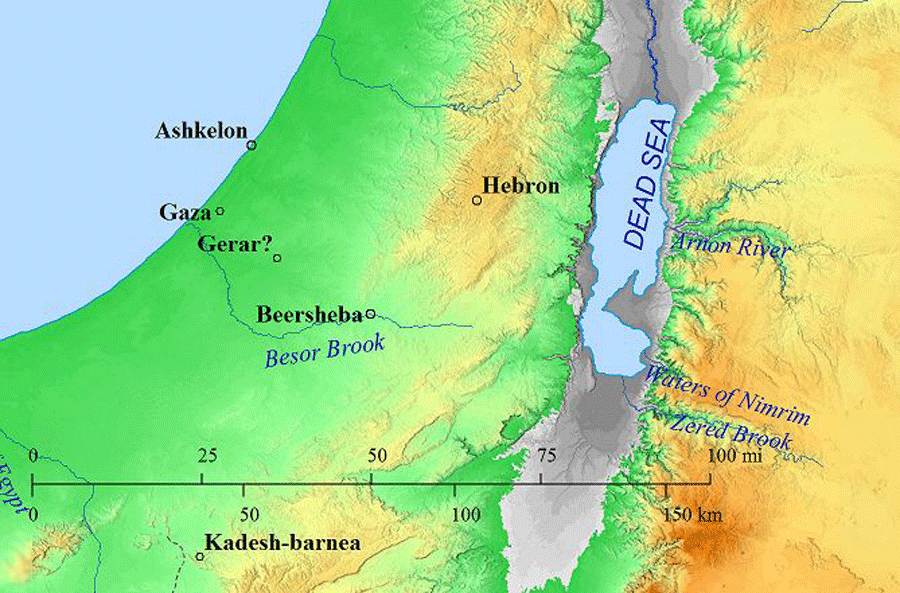 Ashkelon
Hebron
DEAD SEA
Gaza
Gerar?
Arnon River
Beersheba
Besor Brook
Waters of Nimrim
Zered Brook
0 25 50 75 100 mi
Egypt
0 50 100 150 km
Kadesh-barnea